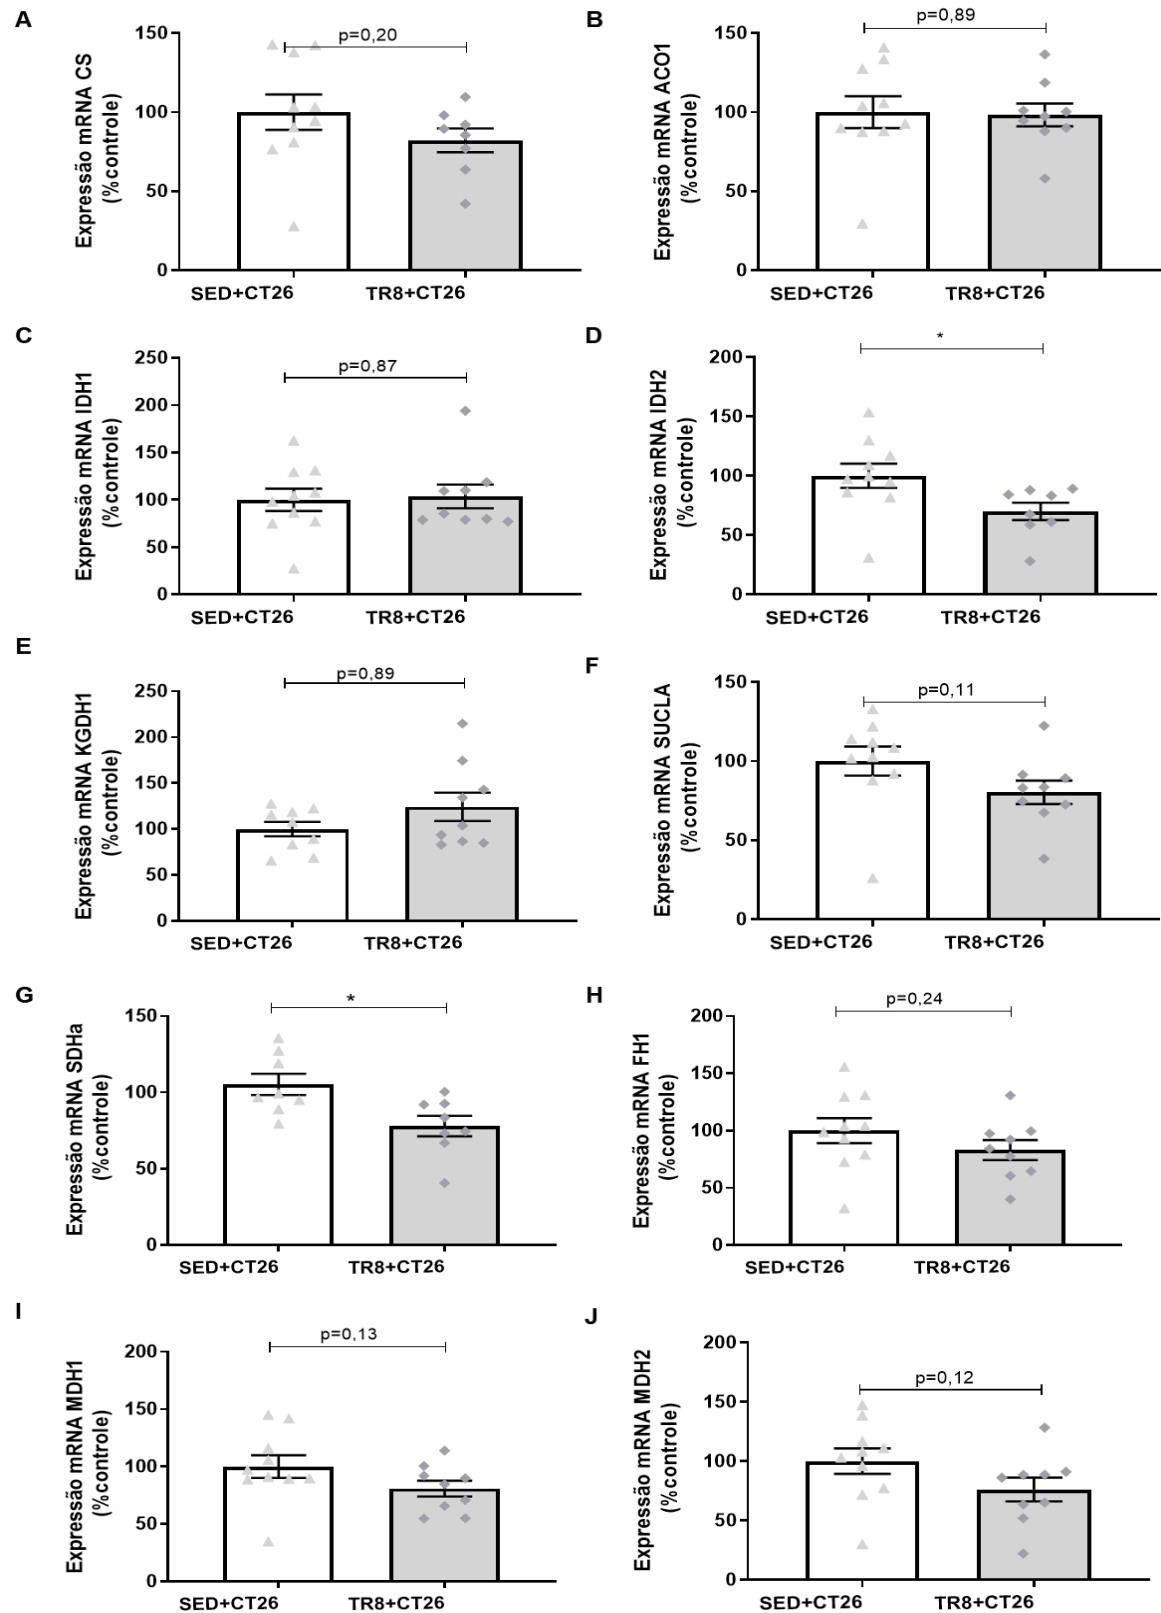 A
Expressão mRNA CS
(%controle)
150
100
50
0
p=0,20
SED+CT26
TR8+CT26
B
Expressão mRNA ACO1
(%controle)
150
100
50
0
p=0,89
SED+CT26
TR8+CT26
C
Expressão mRNA IDH1
(%controle)
250
200
150
100
50
0
p=0,87
SED+CT26
TR8+CT26
D
Expressão mRNA IDH2
(%controle)
200
150
100
50
0
*
SED+CT26
TR8+CT26
E
Expressão mRNA KGDH1
(%controle)
250
200
150
100
50
0
p=0,89
SED+CT26
TR8+CT26
F
Expressão mRNA SUCLA
(%controle)
150
100
50
0
p=0,11
SED+CT26
TR8+CT26
G
Expressão mRNA SDHa
(%controle)
150
100
50
0
*
SED+CT26
TR8+CT26
H
Expressão mRNA FH1
(%controle)
200
150
100
50
0
p=0,24
SED+CT26
TR8+CT26
I
Expressão mRNA MDH1
(%controle)
200
150
100
50
0
p=0,13
SED+CT26
TR8+CT26
J
Expressão mRNA MDH2
(%controle)
200
150
100
50
0
p=0,12
SED+CT26
TR8+CT26